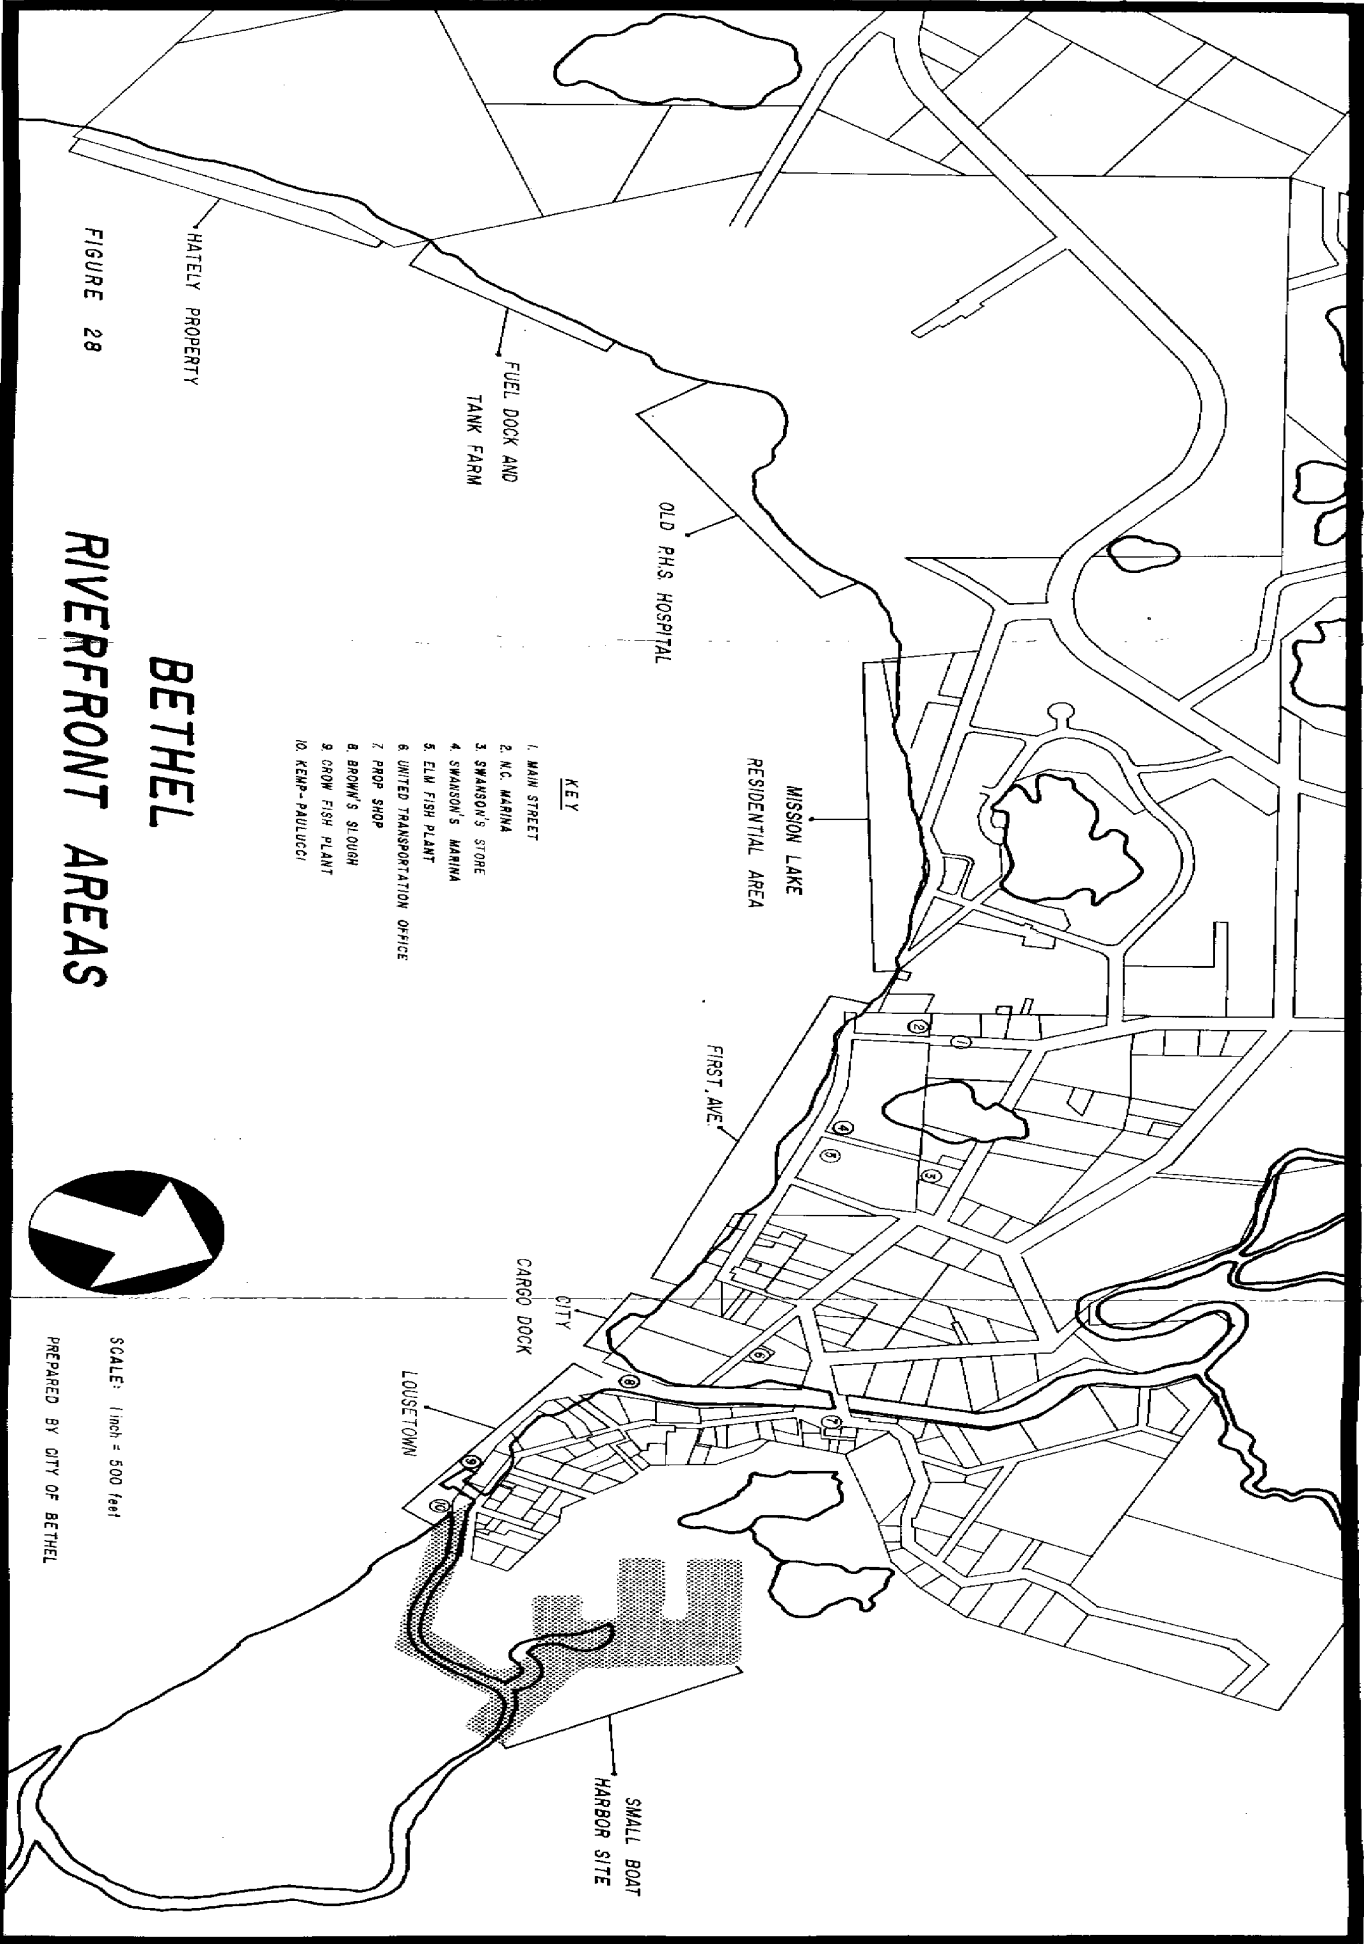 1
2
3
4
5
7
6
MISSION LAKE
RESIDENTIAL AREA
FIRST AVE.
OLD P.H.S. HOSPITAL
8
SMALL BOAT
HARBOR SITE
CITY
CARGO DOCK
FUEL DOCK AND
TANK FARM
9
10
LOUSETOWN
KEY
1. MAIN STREET
2. N.C. MARINA
3. SWANSON'S STORE
4. SWANSON'S MARINA
5. ELM FISH PLANT
6. UNITED TRANSPORTATION OFFICE
7. PROP SHOP
8. BROWN'S SLOUGH
9. CROW FISH PLANT
10. KEMP-PAULUCCI
HATELY PROPERTY
FIGURE 28
BETHEL
RIVERFRONT AREAS
SCALE: 1 inch = 500 feet
PREPARED BY CITY OF BETHEL